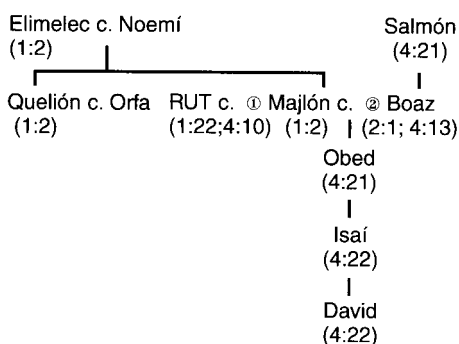 Elimelec c. Noemí Salmón
(1:2) (4:21)
Quelión c. Orfa RUT c. ① Majlón c. ② Boaz
(1:2) (1:22;4:10) (1:2) (2:1; 4:13)
Obed
(4:21)
Isaí
(4:22)
David
(4:22)